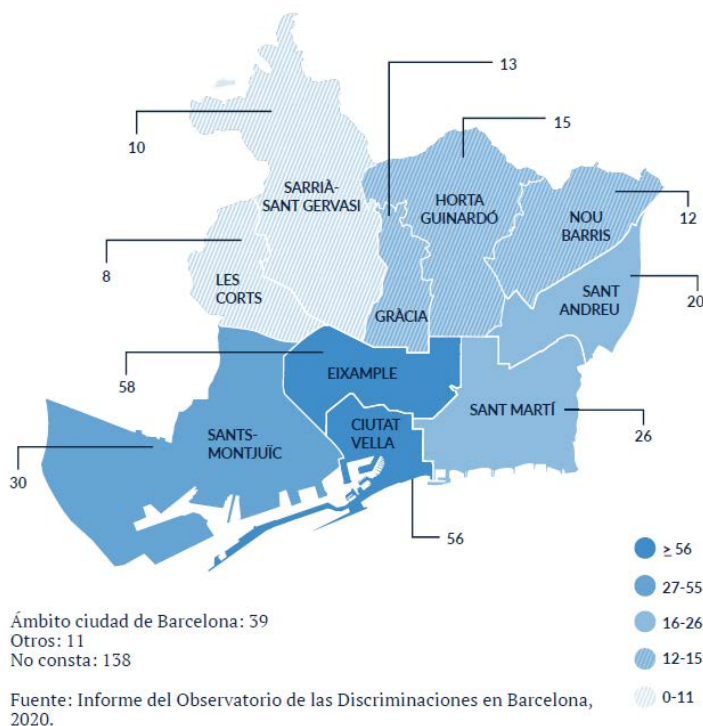 13
10
15
SARRIÀ-
SANT GERVASI
HORTA
GUINARDÓ
NOU
BARRIS
12
8
LES
CORTS
SANT
ANDREU
20
GRÀCIA
58
EIXAMPLE
SANT MARTÍ
26
CIUTAT
VELLA
SANTS-
MONTJUÏC
30
56
≥ 56
27-55
16-26
12-15
0-11
Ámbito ciudad de Barcelona: 39
Otros: 11
No consta: 138
Fuente: Informe del Observatorio de las Discriminaciones en Barcelona,
2020.